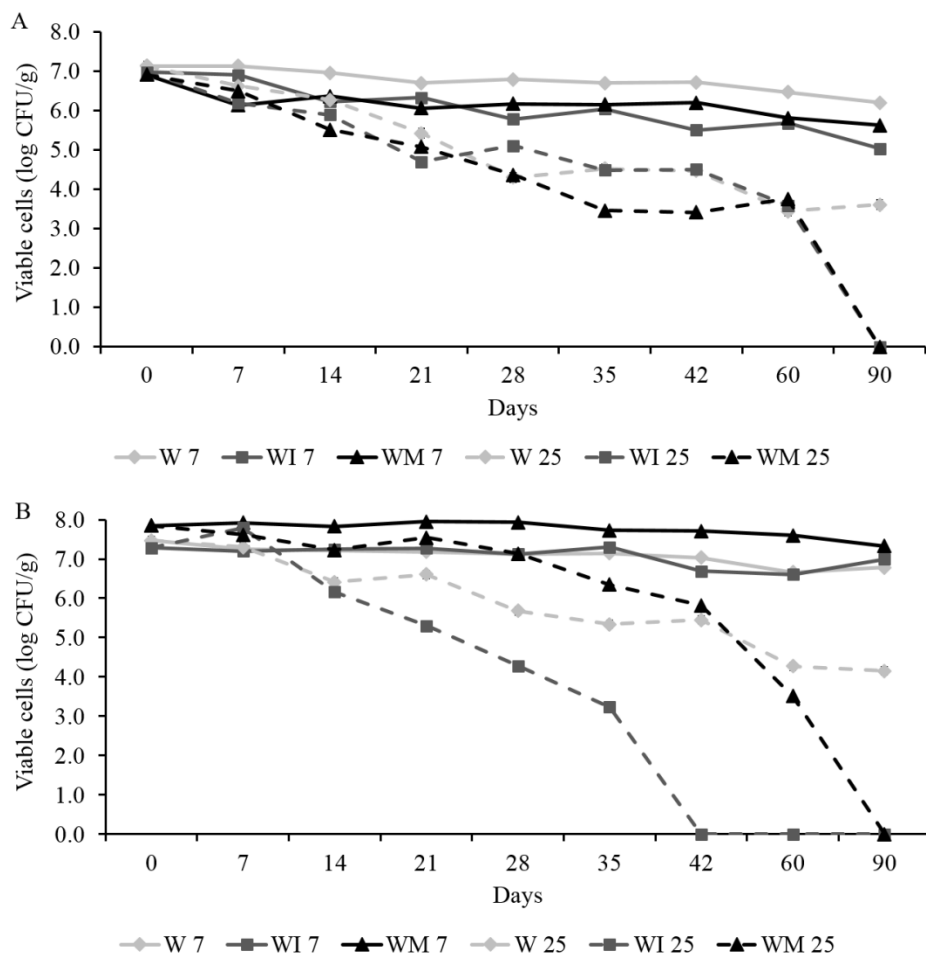 A
8.0
7.0
6.0
5.0
4.0
3.0
2.0
1.0
0.0
Viable cells (log CFU/g)
0 7 14 21 28 35 42 60 90
Days
W 7 WI 7 WM 7 W 25 WI 25 WM 25
B
8.0
7.0
6.0
5.0
4.0
3.0
2.0
1.0
0.0
Viable cells (log CFU/g)
0 7 14 21 28 35 42 60 90
Days
W 7 WI 7 WM 7 W 25 WI 25 WM 25